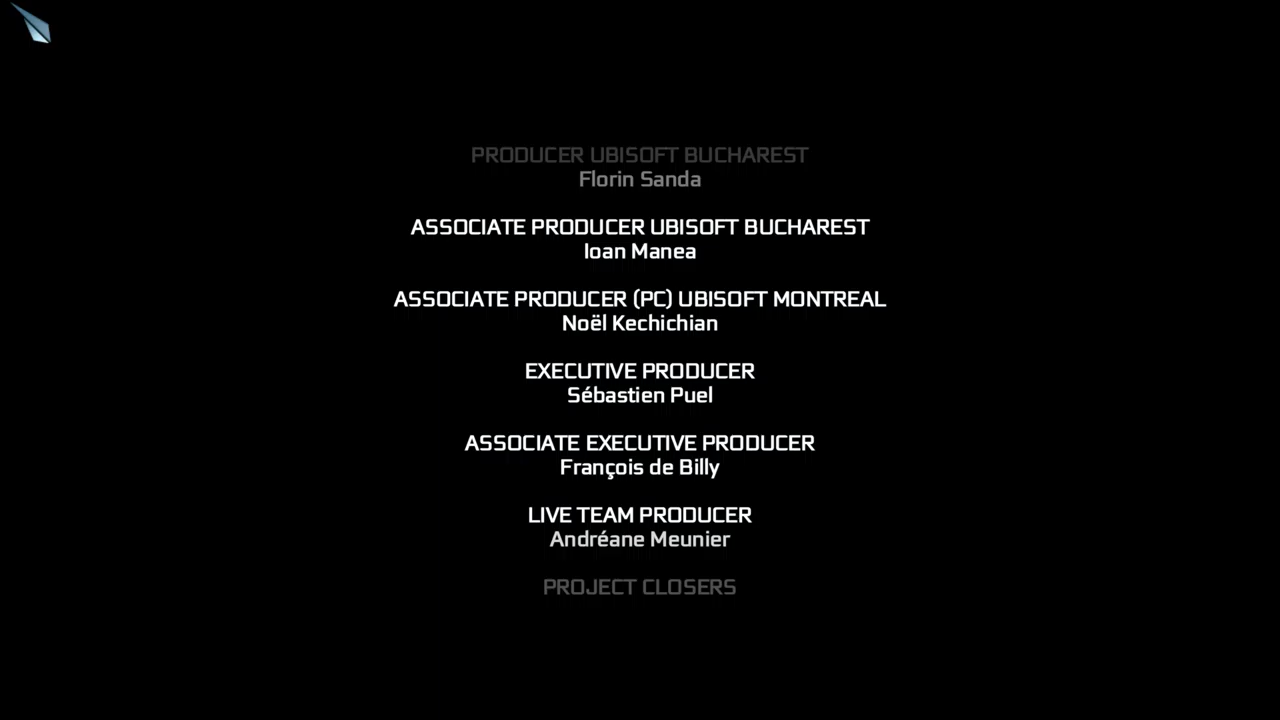 PRODUCER UBISOFT BUCHAREST
Florin Sanda
ASSOCIATE PRODUCER UBISOFT BUCHAREST
Ioan Manea
ASSOCIATE PRODUCER (PC) UBISOFT MONTREAL
Noël Kechichian
EXECUTIVE PRODUCER
Sébastien Puel
ASSOCIATE EXECUTIVE PRODUCER
François de Billy
LIVE TEAM PRODUCER
Andréane Meunier
PROJECT CLOSERS